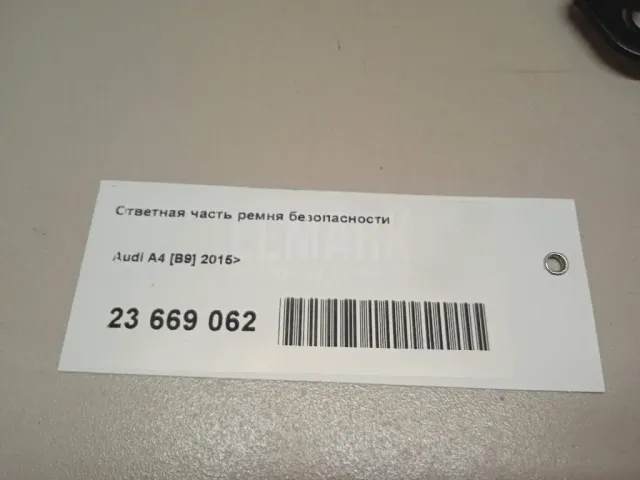 Ответная часть ремня безопасности
Audi A4 [B9] 2015>
23 669 062